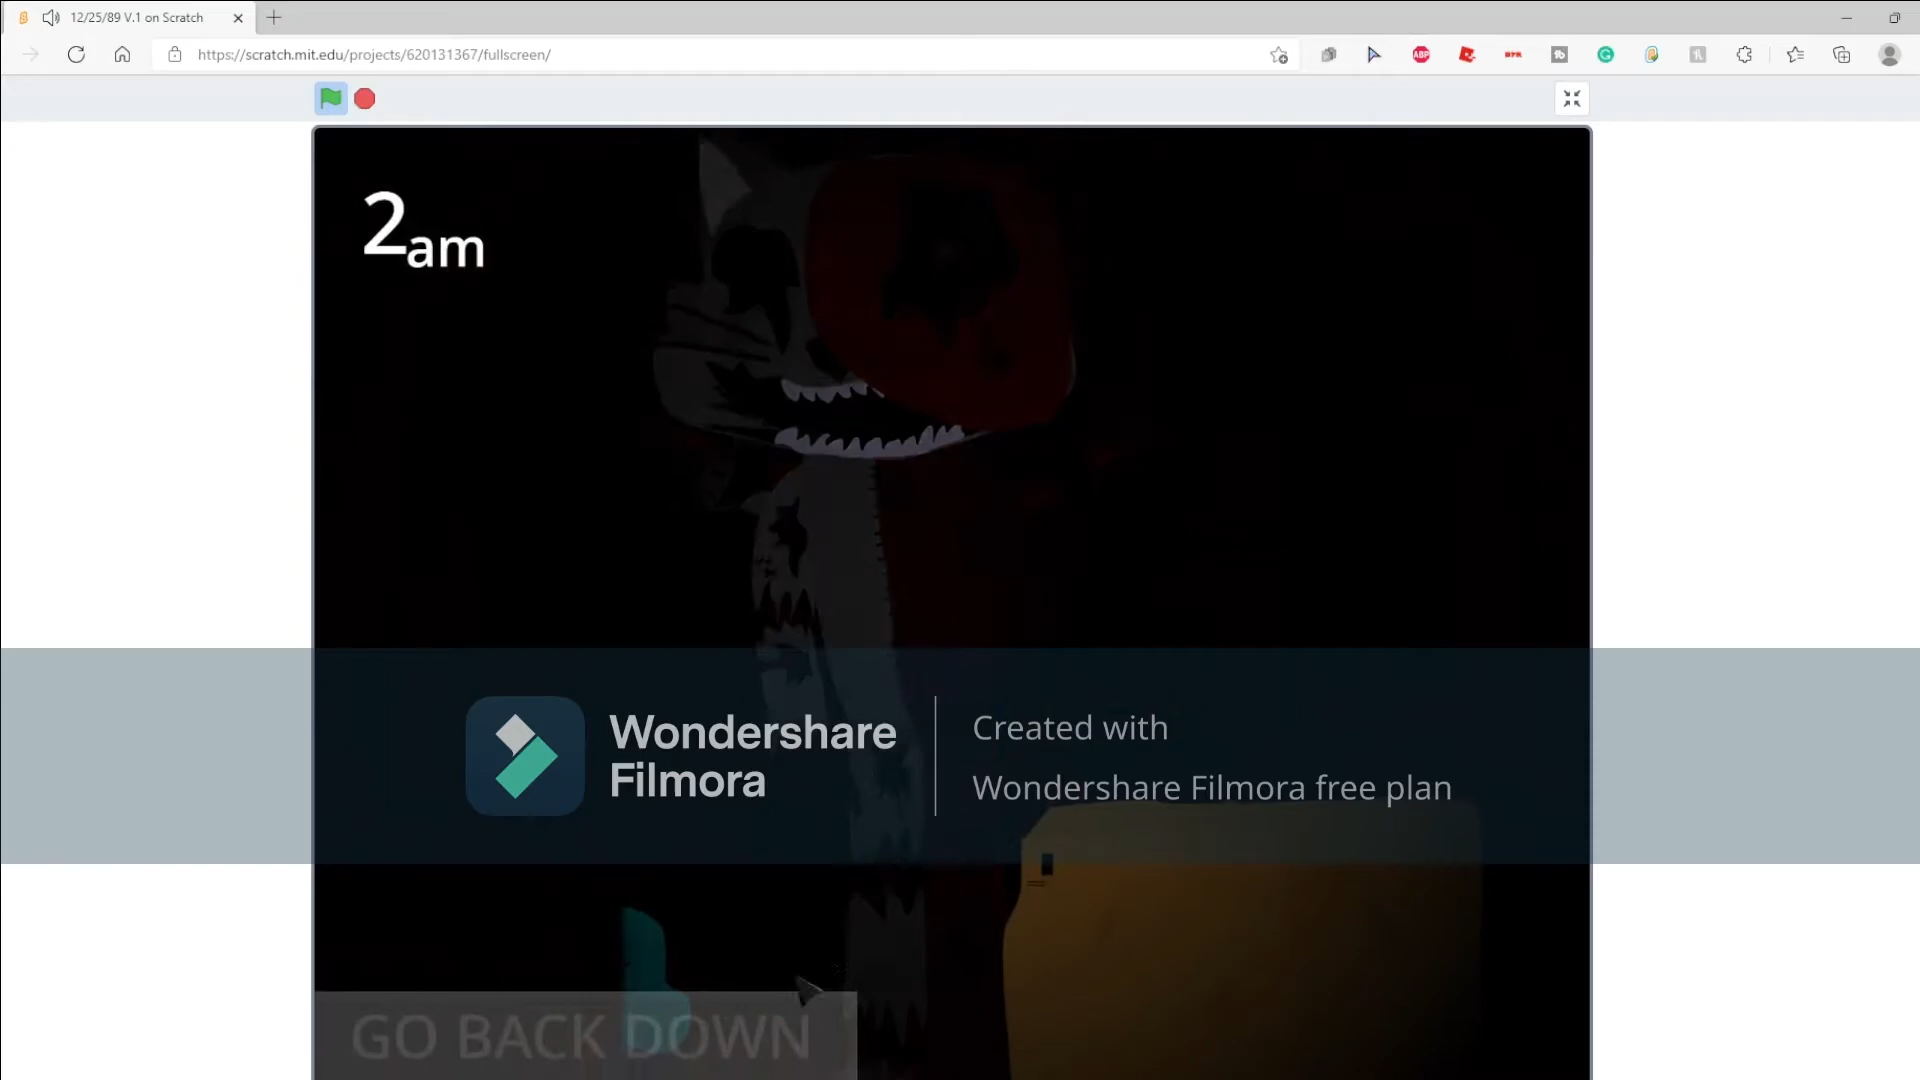 12/25/89 V.1 on Scratch
https://scratch.mit.edu/projects/620131367/fullscreen/
ABP
2am
Wondershare
Filmora
Created with
Wondershare Filmora free plan
GO BACK DOWN